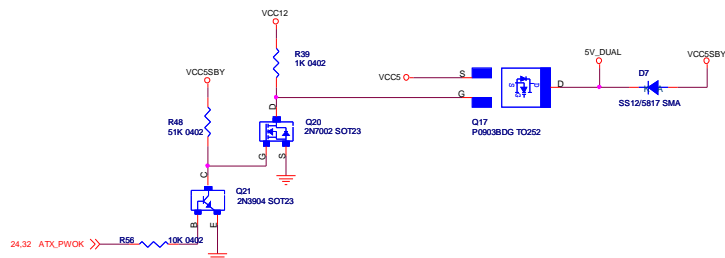 VCC12
R39
1K 0402
VCC5SBY
R48
51K 0402
D
Q20
2N7002 SOT23
G
S
C
Q21
2N3904 SOT23
B
E
24,32 ATX_PWOK
R56
10K 0402
VCC5
S
G
S
D
G
D
Q17
P0903BDG TO252
5V_DUAL
D7
SS12/5817 SMA
VCC5SBY